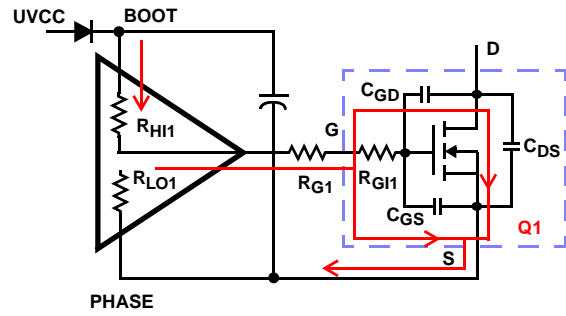 UVCC
BOOT
D
CGD
RHI1
G
CDS
RLO1
RG1
RGI1
CGS
Q1
S
PHASE